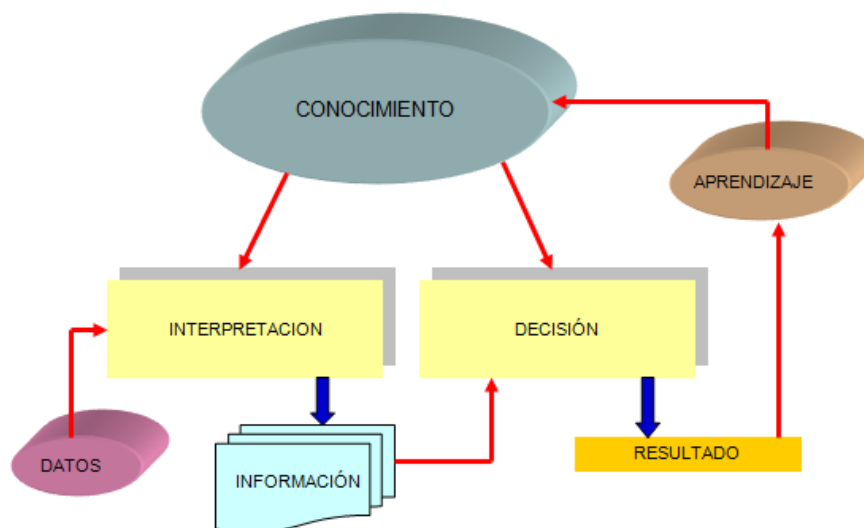 CONOCIMIENTO
APRENDIZAJE
INTERPRETACION
DECISIÓN
DATOS
INFORMACIÓN
RESULTADO